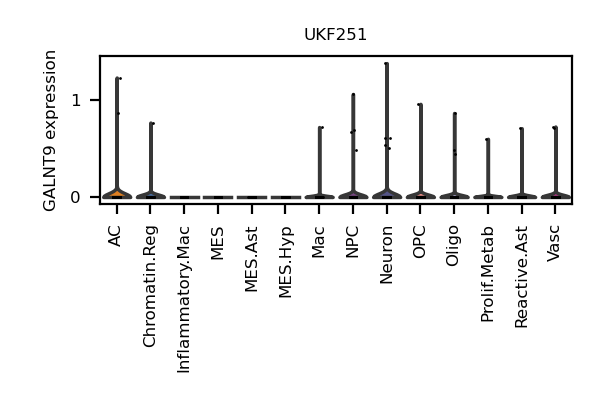 UKF251
GALNT9 expression
1
0
AC
Chromatin.Reg
Inflammatory.Mac
MES
MES.Ast
MES.Hyp
Mac
NPC
Neuron
OPC
Oligo
Prolif.Metab
Reactive.Ast
Vasc